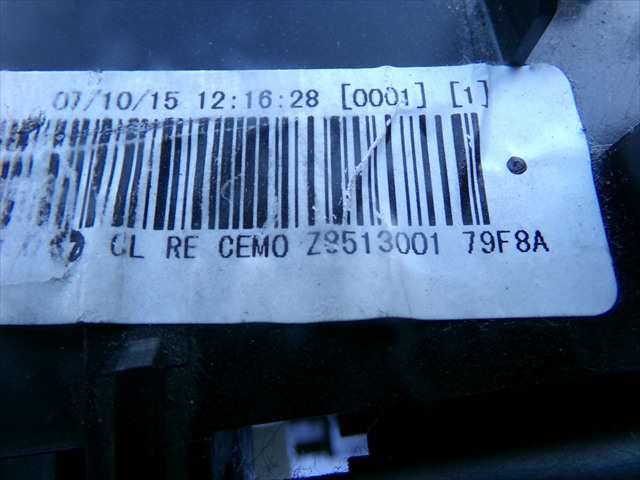 07/10/15 12:16:28 [0001] [1]
CL RE CEMO Z8513001 79F8A